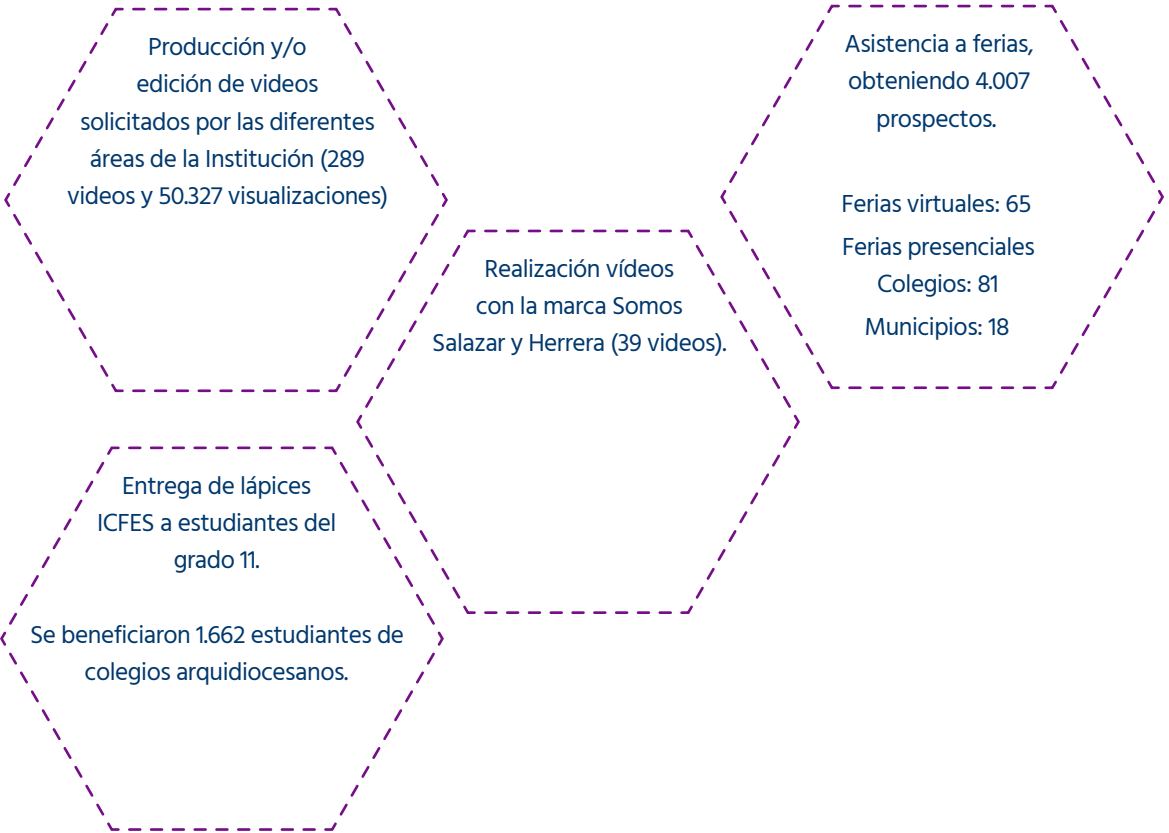 Producción y/o
edición de videos
solicitados por las diferentes
áreas de la Institución (289
videos y 50.327 visualizaciones)
Asistencia a ferias,
obteniendo 4.007
prospectos.
Ferias virtuales: 65
Ferias presenciales
Colegios: 81
Municipios: 18
Realización vídeos
con la marca Somos
Salazar y Herrera (39 videos).
Entrega de lápices
ICFES a estudiantes del
grado 11.
Se beneficiaron 1.662 estudiantes de
colegios arquidiocesanos.